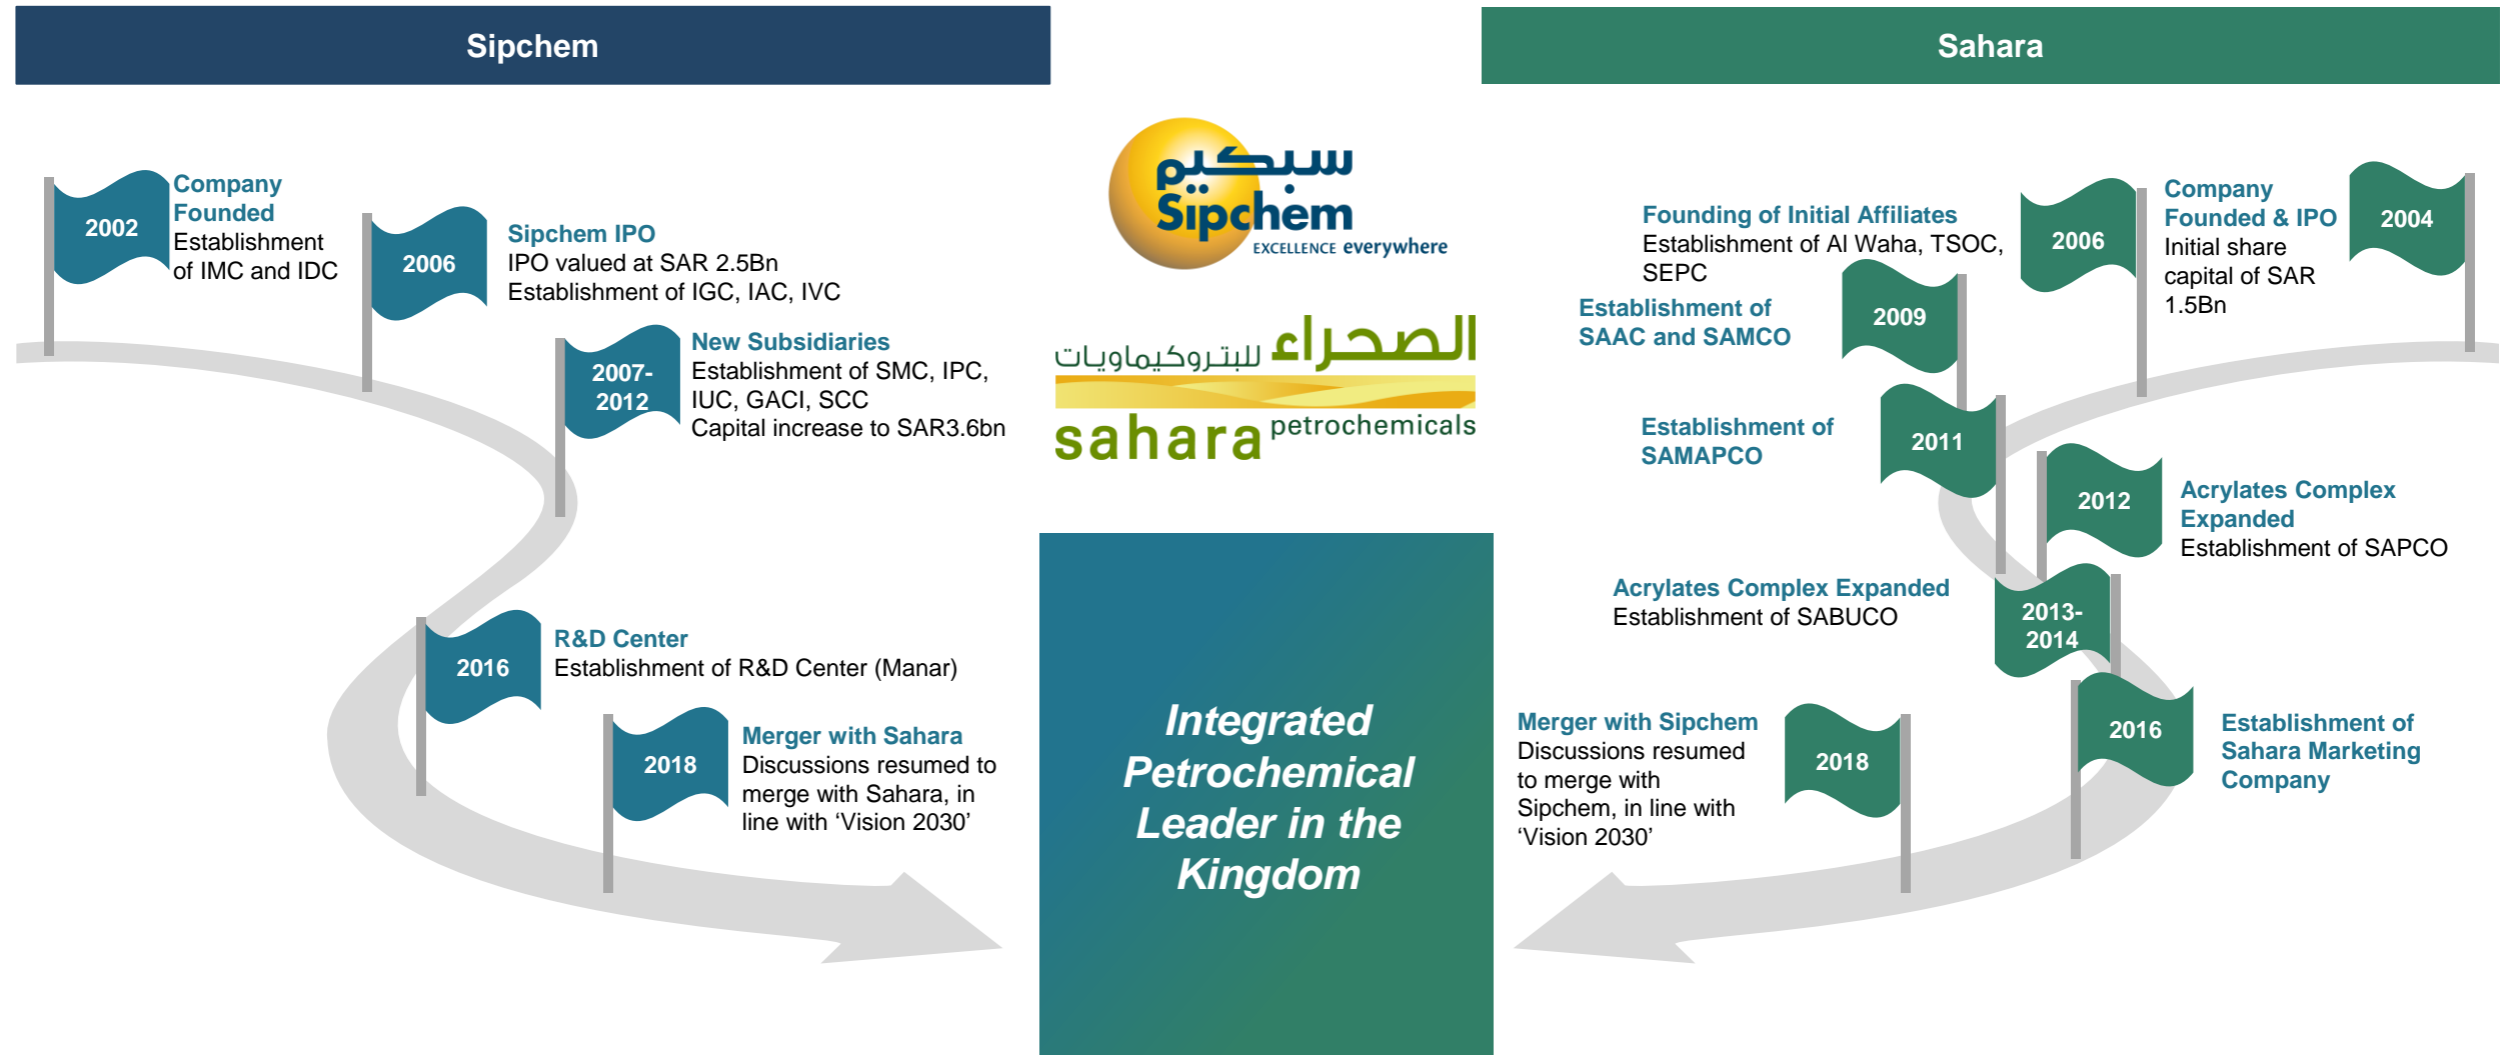 Sipchem
2002
Company
Founded
Establishment
of IMC and IDC
2006
Sipchem IPO
IPO valued at SAR 2.5Bn
Establishment of IGC, IAC, IVC
2007-
2012
New Subsidiaries
Establishment of SMC, IPC,
IUC, GACI, SCC
Capital increase to SAR3.6bn
2016
R&D Center
Establishment of R&D Center (Manar)
2018
Merger with Sahara
Discussions resumed to
merge with Sahara, in
line with ‘Vision 2030’
سبكيم
Sipchem
EXCELLENCE everywhere
الصحراء للبتروكيماويات
sahara petrochemicals
Integrated
Petrochemical
Leader in the
Kingdom
Sahara
2004
Company
Founded & IPO
Initial share
capital of SAR
1.5Bn
2006
Founding of Initial Affiliates
Establishment of Al Waha, TSOC,
SEPC
2009
Establishment of
SAAC and SAMCO
2011
Establishment of
SAMAPCO
2012
Acrylates Complex
Expanded
Establishment of SAPCO
2013-
2014
Acrylates Complex Expanded
Establishment of SABUCO
2016
Establishment of
Sahara Marketing
Company
2018
Merger with Sipchem
Discussions resumed
to merge with
Sipchem, in line with
‘Vision 2030’